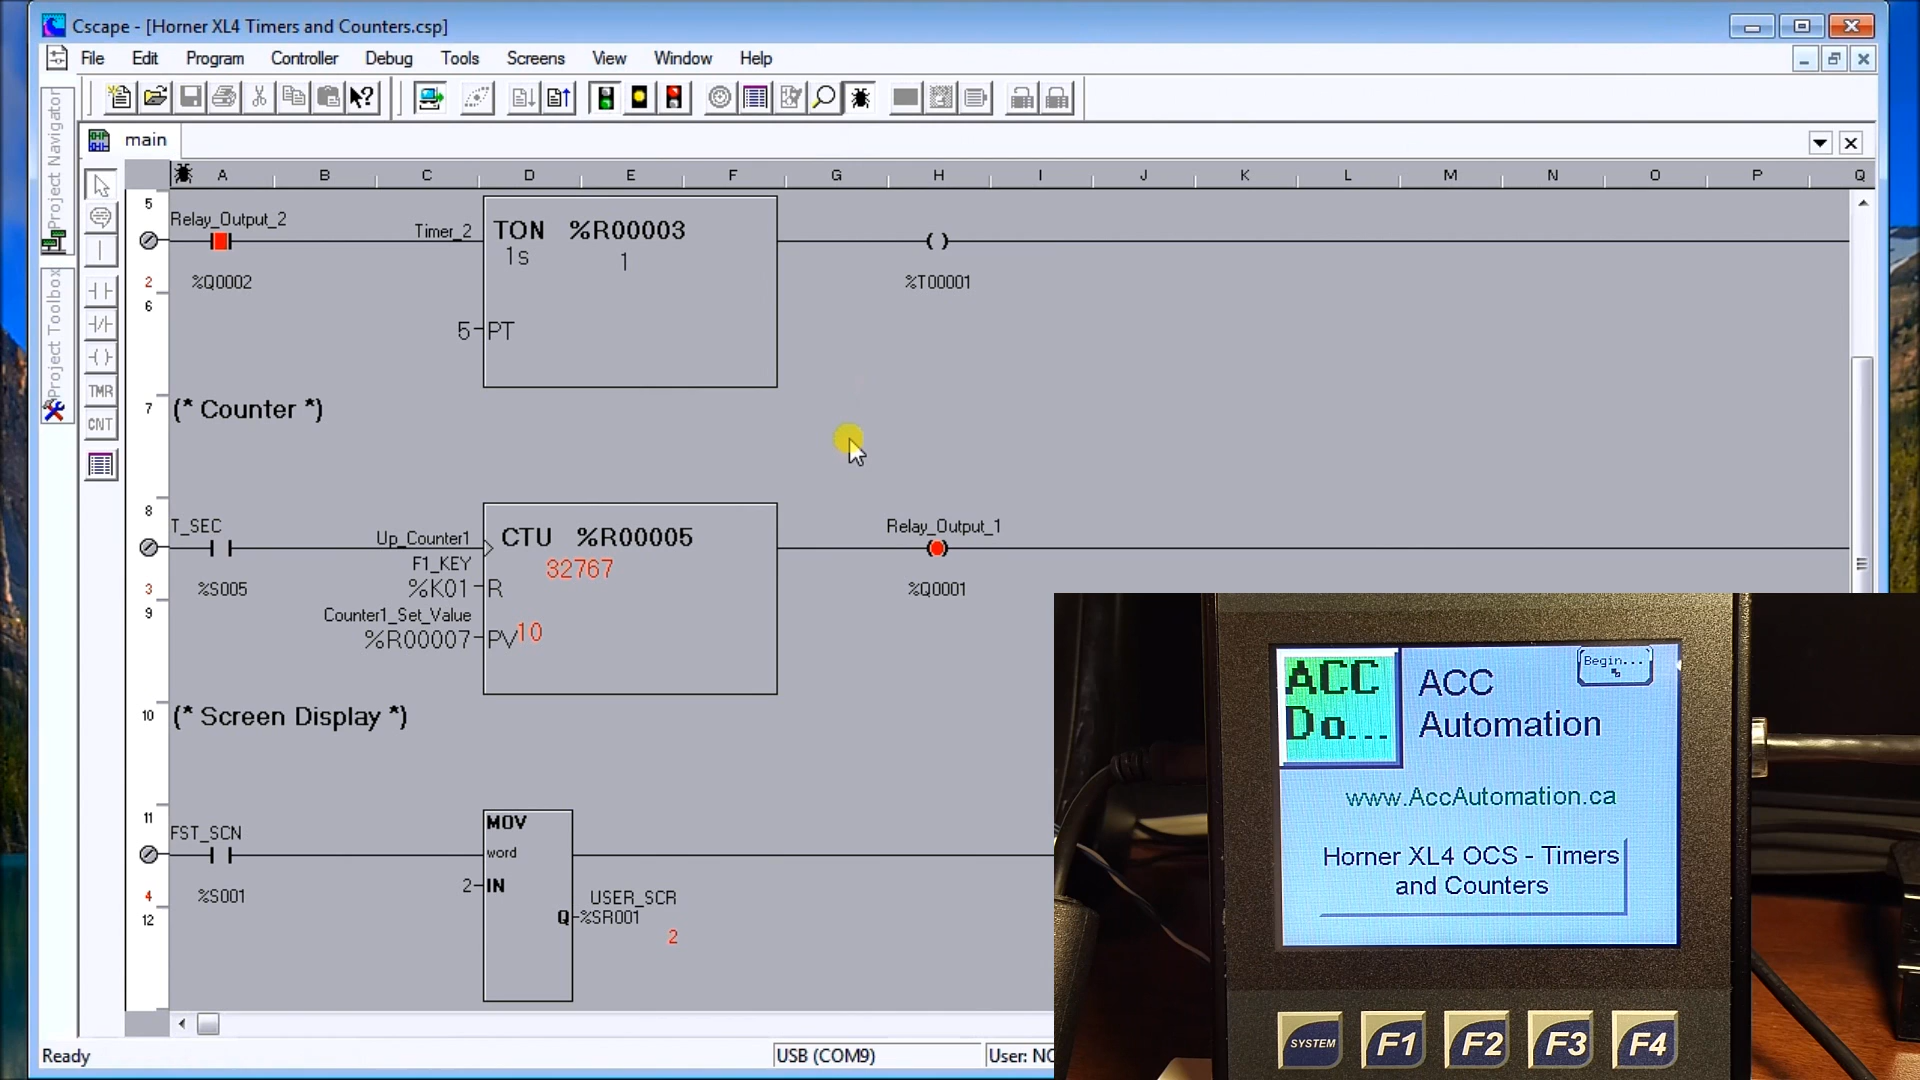 Cscape - [Horner XL4 Timers and Counters.csp]
File Edit Program Controller Debug Tools Screens View Window Help
Project Navigator
Project Toolbox
main
A B C D E F G H I J K L M N O P Q
5
Relay_Output_2
Timer_2
TON %R00003
1s
1
2
%Q0002
%T00001
6
5
PT
7
(* Counter *)
8
T_SEC
Up_Counter1
CTU %R00005
Relay_Output_1
F1_KEY
32767
3
%S005
%K01
R
%Q0001
9
Counter1_Set_Value
%R00007
PV
10
10
(* Screen Display *)
11
FST_SCN
MOV
word
4
%S001
2
IN
USER_SCR
12
Q
%SR001
2
TMR
CNT
Ready
USB (COM9)
User: NO
ACC
Do...
ACC
Automation
Begin...
www.AccAutomation.ca
Horner XL4 OCS - Timers
and Counters
SYSTEM F1 F2 F3 F4